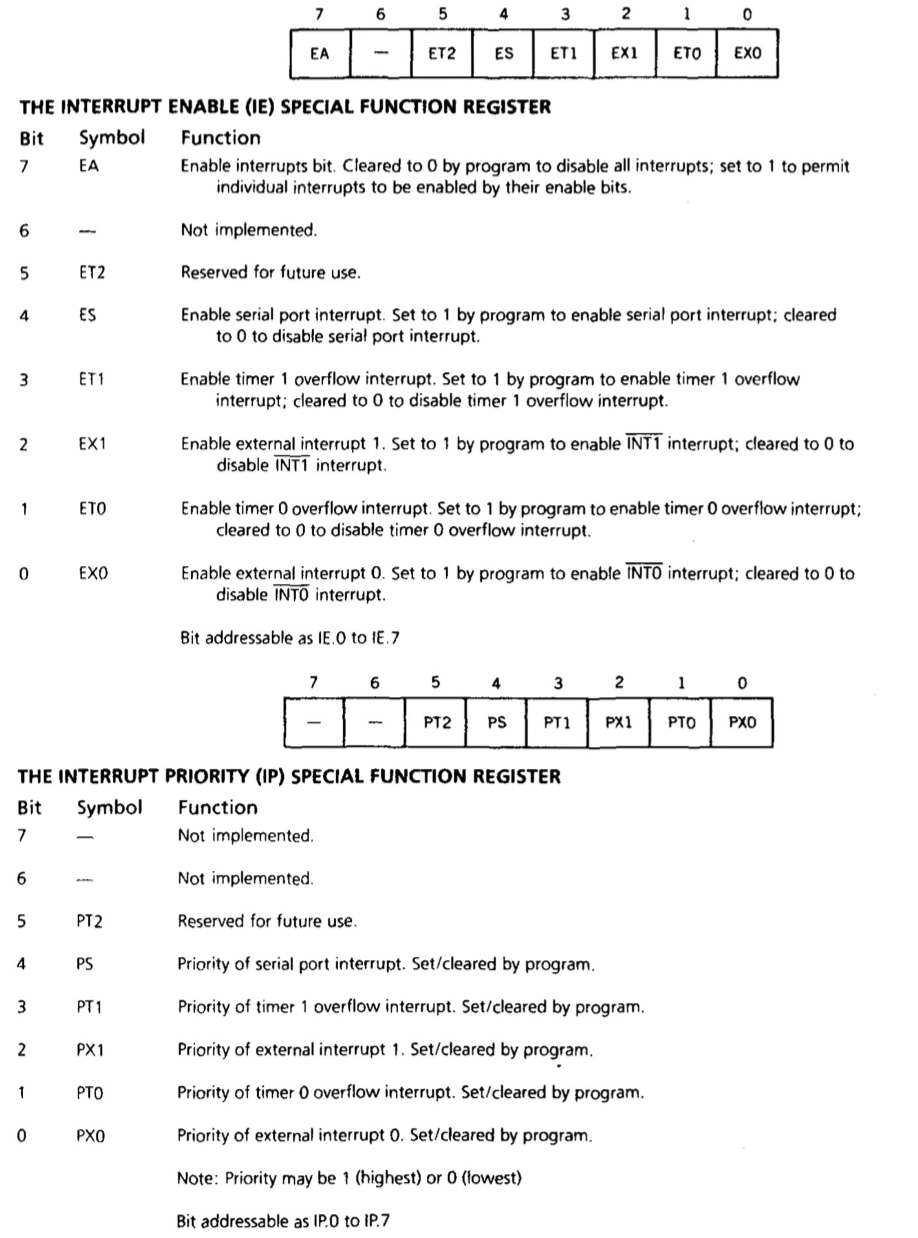 7 6 5 4 3 2 1 0
EA — ET2 ES ET1 EX1 ET0 EX0
THE INTERRUPT ENABLE (IE) SPECIAL FUNCTION REGISTER
Bit Symbol Function
7 EA Enable interrupts bit. Cleared to 0 by program to disable all interrupts; set to 1 to permit
individual interrupts to be enabled by their enable bits.
6 — Not implemented.
5 ET2 Reserved for future use.
4 ES Enable serial port interrupt. Set to 1 by program to enable serial port interrupt; cleared
to 0 to disable serial port interrupt.
3 ET1 Enable timer 1 overflow interrupt. Set to 1 by program to enable timer 1 overflow
interrupt; cleared to 0 to disable timer 1 overflow interrupt.
2 EX1 Enable external interrupt 1. Set to 1 by program to enable I̅N̅T̅1̅ interrupt; cleared to 0 to
disable I̅N̅T̅1̅ interrupt.
1 ET0 Enable timer 0 overflow interrupt. Set to 1 by program to enable timer 0 overflow interrupt;
cleared to 0 to disable timer 0 overflow interrupt.
0 EX0 Enable external interrupt 0. Set to 1 by program to enable I̅N̅T̅0̅ interrupt; cleared to 0 to
disable I̅N̅T̅0̅ interrupt.
Bit addressable as IE.0 to IE.7
7 6 5 4 3 2 1 0
— — PT2 PS PT1 PX1 PT0 PX0
THE INTERRUPT PRIORITY (IP) SPECIAL FUNCTION REGISTER
Bit Symbol Function
7 — Not implemented.
6 — Not implemented.
5 PT2 Reserved for future use.
4 PS Priority of serial port interrupt. Set/cleared by program.
3 PT1 Priority of timer 1 overflow interrupt. Set/cleared by program.
2 PX1 Priority of external interrupt 1. Set/cleared by program.
1 PT0 Priority of timer 0 overflow interrupt. Set/cleared by program.
0 PX0 Priority of external interrupt 0. Set/cleared by program.
Note: Priority may be 1 (highest) or 0 (lowest)
Bit addressable as IP.0 to IP.7